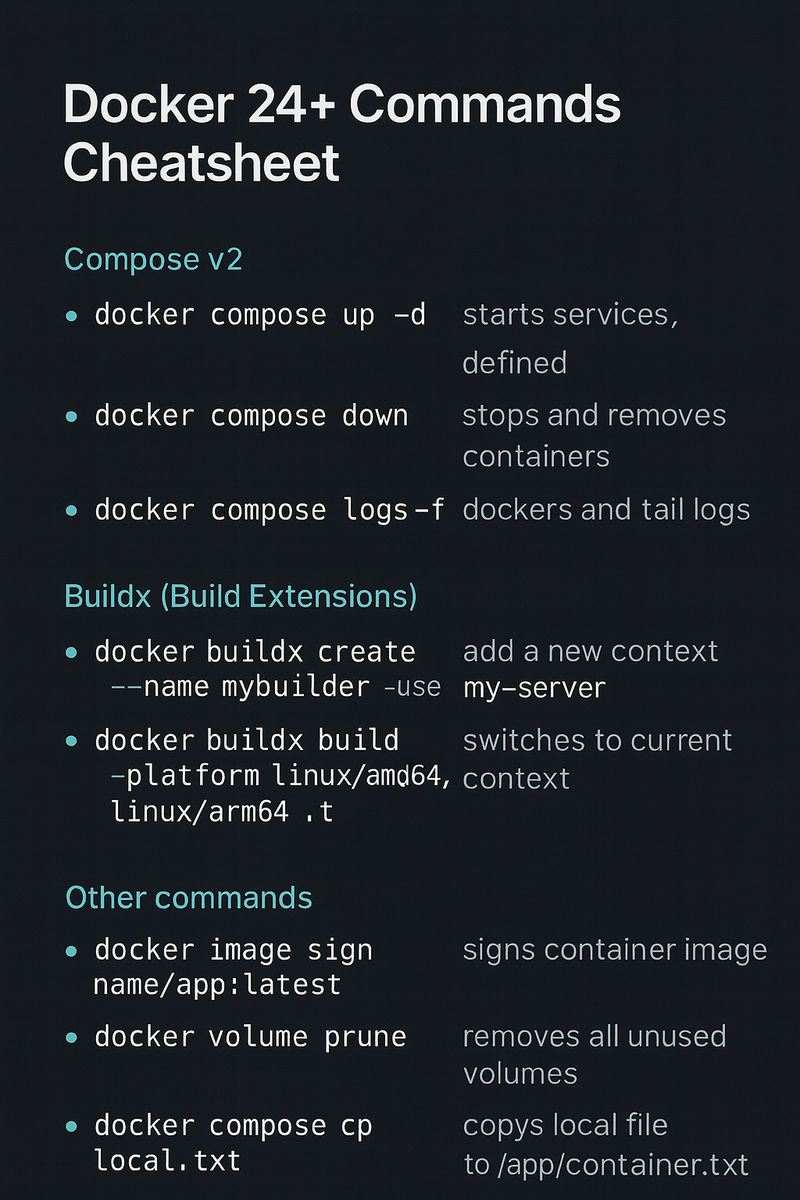 Docker 24+ Commands
Cheatsheet
Compose v2
• docker compose up –d starts services,
defined
• docker compose down stops and removes
containers
• docker compose logs –f dockers and tail logs
Buildx (Build Extensions)
• docker buildx create add a new context
––name mybuilder –use my–server
• docker buildx build switches to current
–platform linux/amd64, context
linux/arm64 .t
Other commands
• docker image sign signs container image
name/app:latest
• docker volume prune removes all unused
volumes
• docker compose cp copys local file
local.txt to /app/container.txt